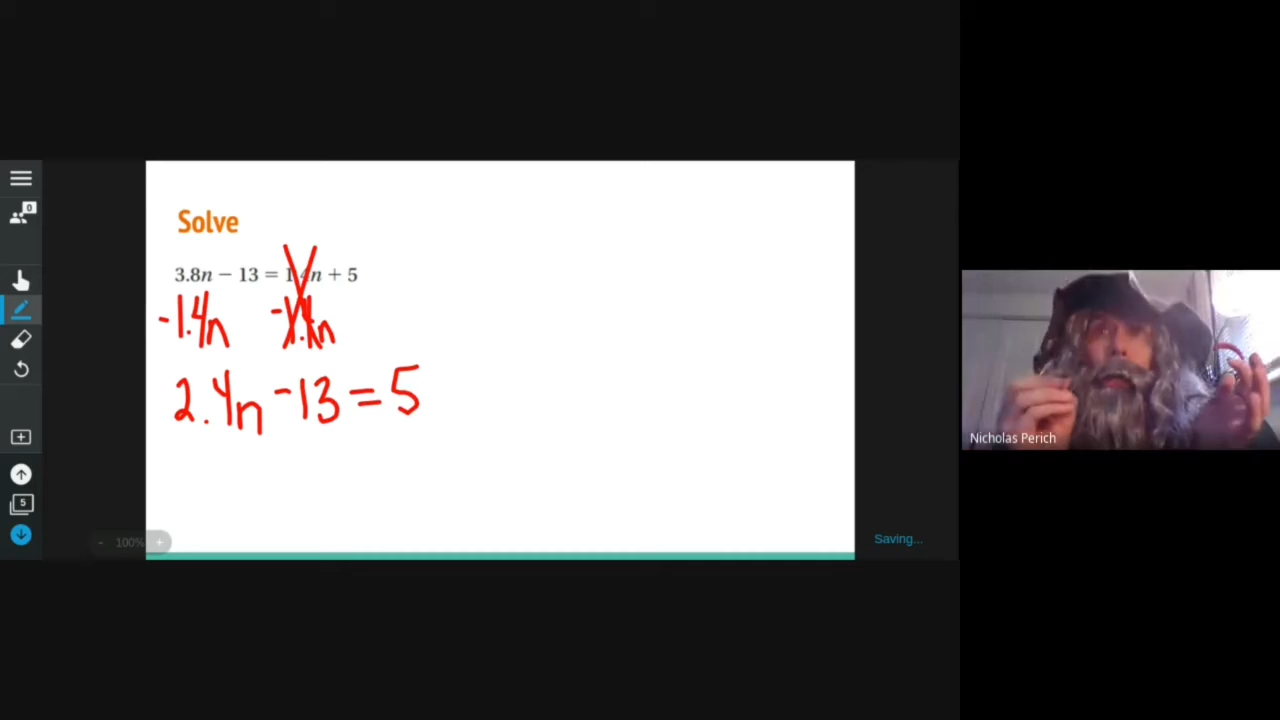 Solve
3.8n − 13 = 1.4n + 5
-1.4n -1.4n
2.4n -13 = 5
0
5
- 100% +
Saving...
Nicholas Perich